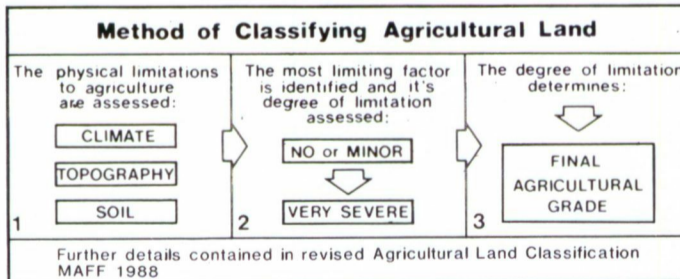 Method of Classifying Agricultural Land
The physical limitations
to agriculture
are assessed:
CLIMATE
TOPOGRAPHY
SOIL
1
The most limiting factor
is identified and it's
degree of limitation
assessed:
NO or MINOR
VERY SEVERE
2
The degree of limitation
determines:
FINAL
AGRICULTURAL
GRADE
3
Further details contained in revised Agricultural Land Classification
MAFF 1988